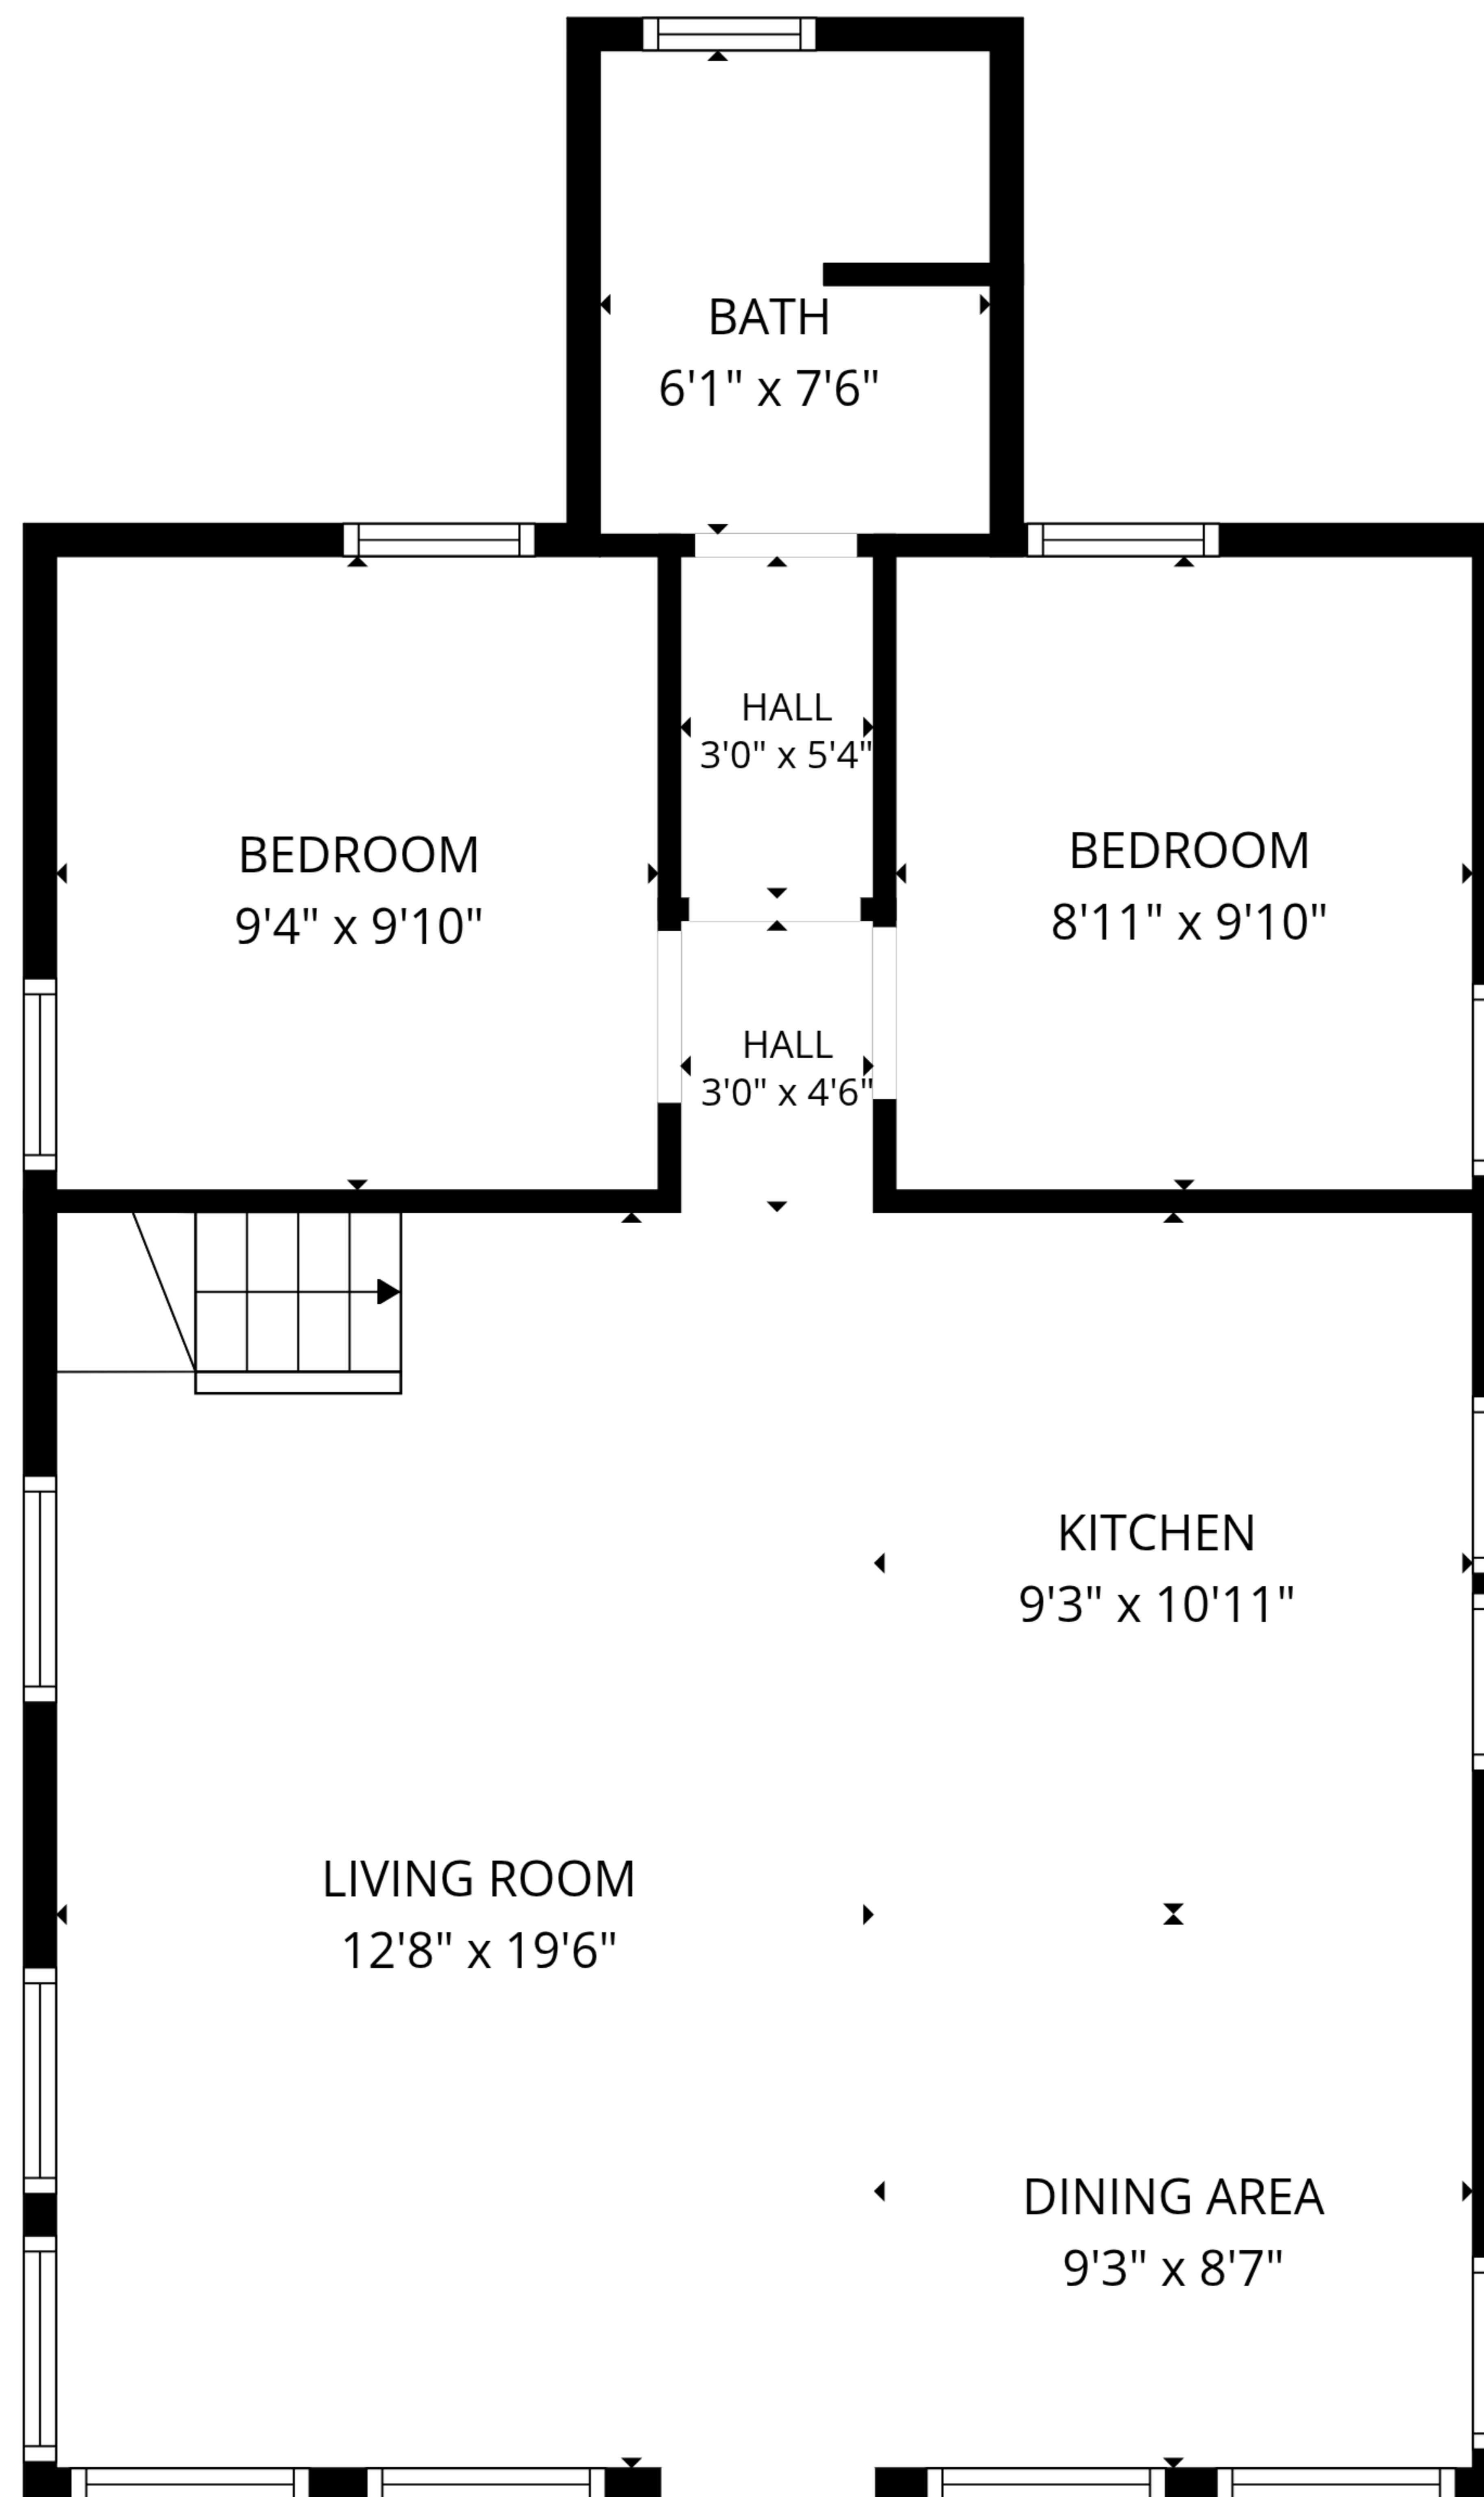 BATH
6'1" x 7'6"
HALL
3'0" x 5'4"
BEDROOM
9'4" x 9'10"
BEDROOM
8'11" x 9'10"
HALL
3'0" x 4'6"
KITCHEN
9'3" x 10'11"
LIVING ROOM
12'8" x 19'6"
DINING AREA
9'3" x 8'7"